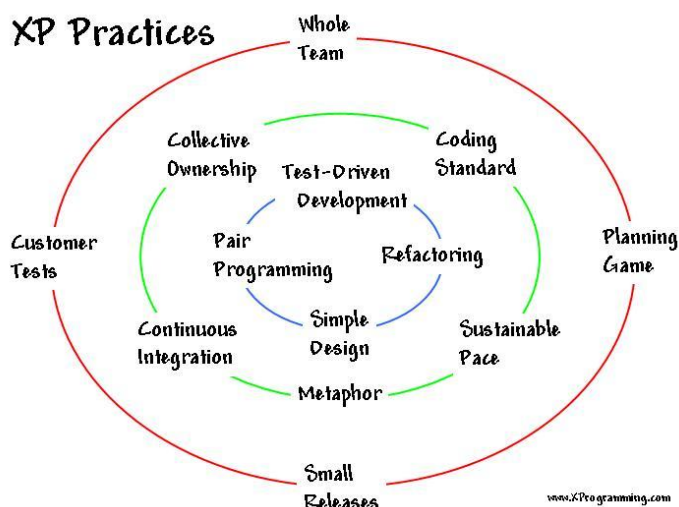 XP Practices
Whole
Team
Collective
Ownership
Coding
Standard
Test-Driven
Development
Customer
Tests
Pair
Programming
Refactoring
Planning
Game
Continuous
Integration
Simple
Design
Sustainable
Pace
Metaphor
Small
Releases
www.XProgramming.com